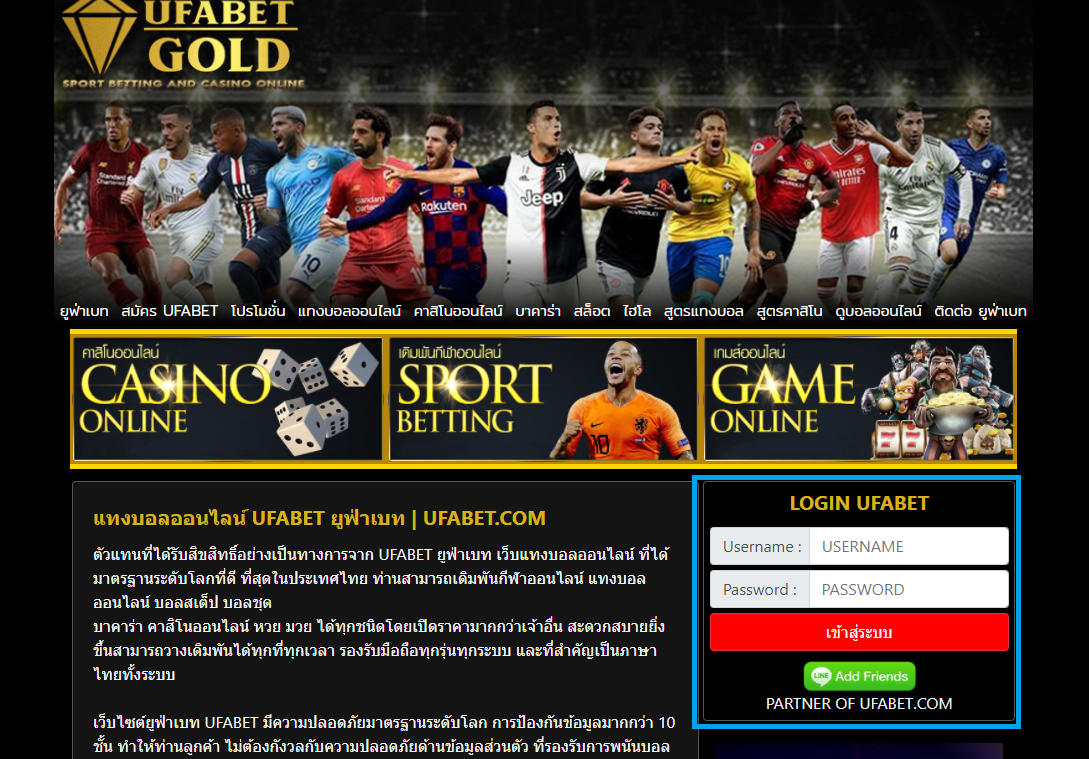 UFABET
GOLD
SPORT BETTING AND CASINO ONLINE
Standard Chartered
Fly Emirates
10
Standard Chartered
Rakuten
Jeep
CHEVROLET
10
CHEVROLET
Emirates
FLY BETTER
Emirates
4
ยูฟ่าเบท สมัคร UFABET โปรโมชั่น แทงบอลออนไลน์ คาสิโนออนไลน์ บาคาร่า สล็อต ไฮโล สูตรแทงบอล สูตรคาสิโน ดูบอลออนไลน์ ติดต่อ ยูฟ่าเบท
คาสิโนออนไลน์
CASINO
ONLINE
เดิมพันกีฬาออนไลน์
SPORT
BETTING
10
เกมส์ออนไลน์
GAME
ONLINE
7 7 7
แทงบอลออนไลน์ UFABET ยูฟ่าเบท | UFABET.COM
ตัวแทนที่ได้รับสิขสิทธิ์อย่างเป็นทางการจาก UFABET ยูฟ่าเบท เว็บแทงบอลออนไลน์ ที่ได้
มาตรฐานระดับโลกที่ดี ที่สุดในประเทศไทย ท่านสามารถเดิมพันกีฬาออนไลน์ แทงบอล
ออนไลน์ บอลสเต็ป บอลชุด
บาคาร่า คาสิโนออนไลน์ หวย มวย ได้ทุกชนิดโดยเปิดราคามากกว่าเจ้าอื่น สะดวกสบายยิ่ง
ขึ้นสามารถวางเดิมพันได้ทุกที่ทุกเวลา รองรับมือถือทุกรุ่นทุกระบบ และที่สำคัญเป็นภาษา
ไทยทั้งระบบ
เว็บไซต์ยูฟ่าเบท UFABET มีความปลอดภัยมาตรฐานระดับโลก การป้องกันข้อมูลมากกว่า 10
ชั้น ทำให้ท่านลูกค้า ไม่ต้องกังวลกับความปลอดภัยด้านข้อมูลส่วนตัว ที่รองรับการพนันบอล
LOGIN UFABET
Username : USERNAME
Password : PASSWORD
เข้าสู่ระบบ
LINE Add Friends
PARTNER OF UFABET.COM